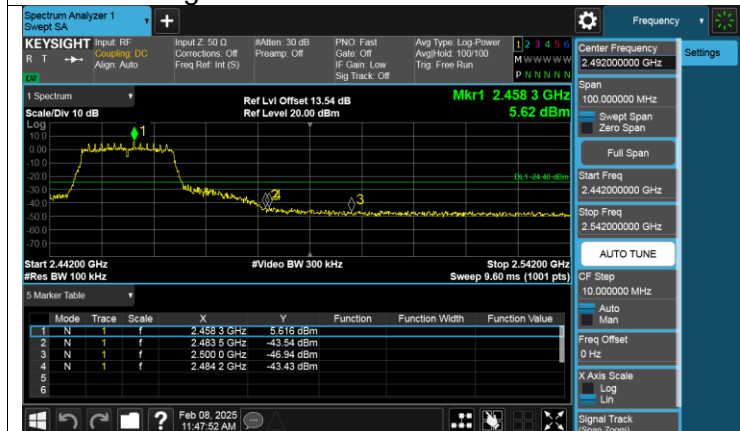 Spectrum Analyzer 1
Swept SA
Frequency
KEYSIGHT
R T
Input: RF
Coupling: DC
Align: Auto
Input Z: 50 Ω
Corrections: Off
Freq Ref: Int (S)
#Atten: 30 dB
Preamp: Off
PNO: Fast
Gate: Off
IF Gain: Low
Sig Track: Off
Avg Type: Log-Power
Avg|Hold: 100/100
Trig: Free Run
1 2 3 4 5 6
M W W W W W
P N N N N N
1 Spectrum
Scale/Div 10 dB
Log
Ref Lvl Offset 13.54 dB
Ref Level 20.00 dBm
Mkr1 2.458 3 GHz
5.62 dBm
10.0
0.00
-10.0
-20.0
-30.0
-40.0
-50.0
-60.0
-70.0
1
3
DL1 -24.40 dBm
Start 2.44200 GHz
#Res BW 100 kHz
#Video BW 300 kHz
Stop 2.54200 GHz
Sweep 9.60 ms (1001 pts)
5 Marker Table
Mode Trace Scale X Y Function Function Width Function Value
1 N 1 f 2.458 3 GHz 5.616 dBm
2 N 1 f 2.483 5 GHz -43.54 dBm
3 N 1 f 2.500 0 GHz -46.94 dBm
4 N 1 f 2.484 2 GHz -43.43 dBm
5
6
Feb 08, 2025
11:47:52 AM
Settings
Center Frequency
2.492000000 GHz
Span
100.000000 MHz
Swept Span
Zero Span
Full Span
Start Freq
2.442000000 GHz
Stop Freq
2.542000000 GHz
AUTO TUNE
CF Step
10.000000 MHz
Auto
Man
Freq Offset
0 Hz
X Axis Scale
Log
Lin
Signal Track
(Span Zoom)